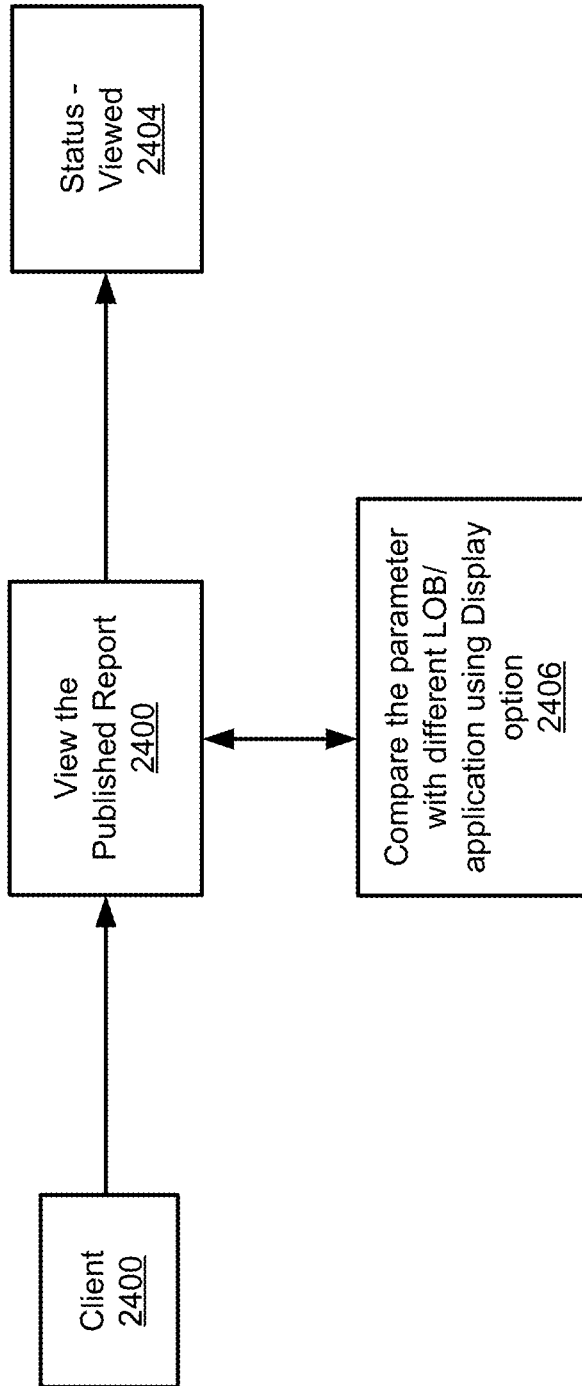 Client
2400
View the
Published Report
2400
Status -
Viewed
2404
Compare the parameter
with different LOB/
application using Display
option
2406